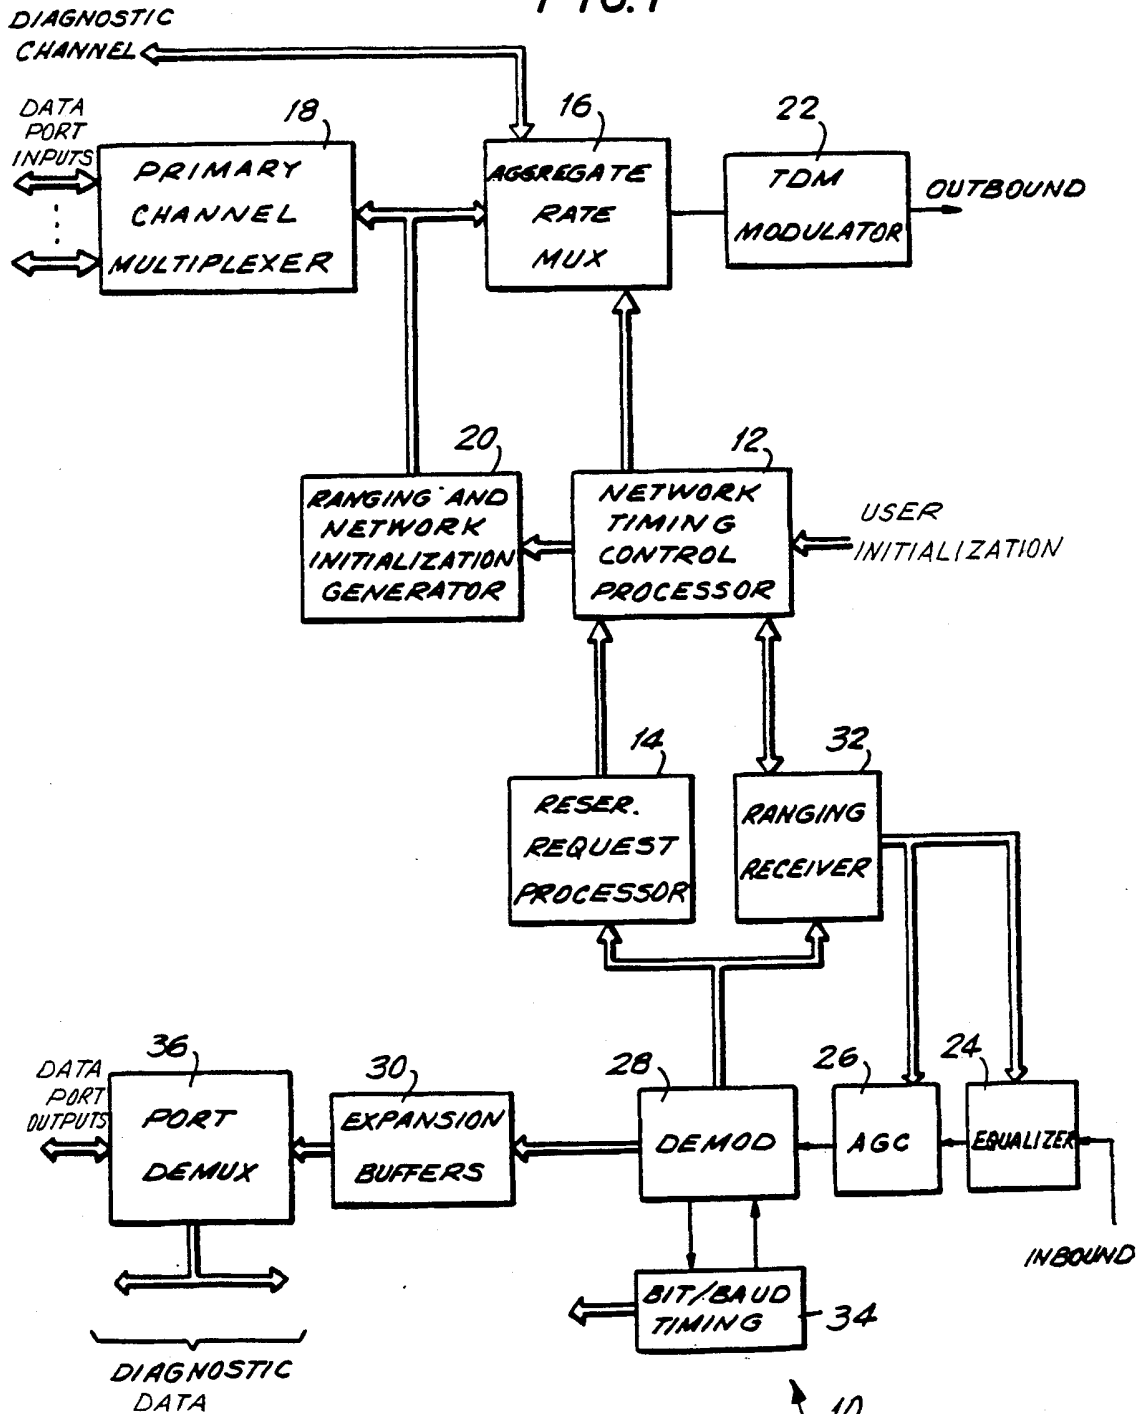 FIG. 1
DIAGNOSTIC
CHANNEL
DATA
PORT
INPUTS
18
PRIMARY
CHANNEL
MULTIPLEXER
16
AGGREGATE
RATE
MUX
22
TDM
MODULATOR
OUTBOUND
20
RANGING AND
NETWORK
INITIALIZATION
GENERATOR
12
NETWORK
TIMING
CONTROL
PROCESSOR
USER
INITIALIZATION
14
RESER.
REQUEST
PROCESSOR
32
RANGING
RECEIVER
DATA
PORT
OUTPUTS
36
PORT
DEMUX
30
EXPANSION
BUFFERS
28
DEMOD
26
AGC
24
EQUALIZER
INBOUND
BIT/BAUD
TIMING
34
DIAGNOSTIC
DATA
10